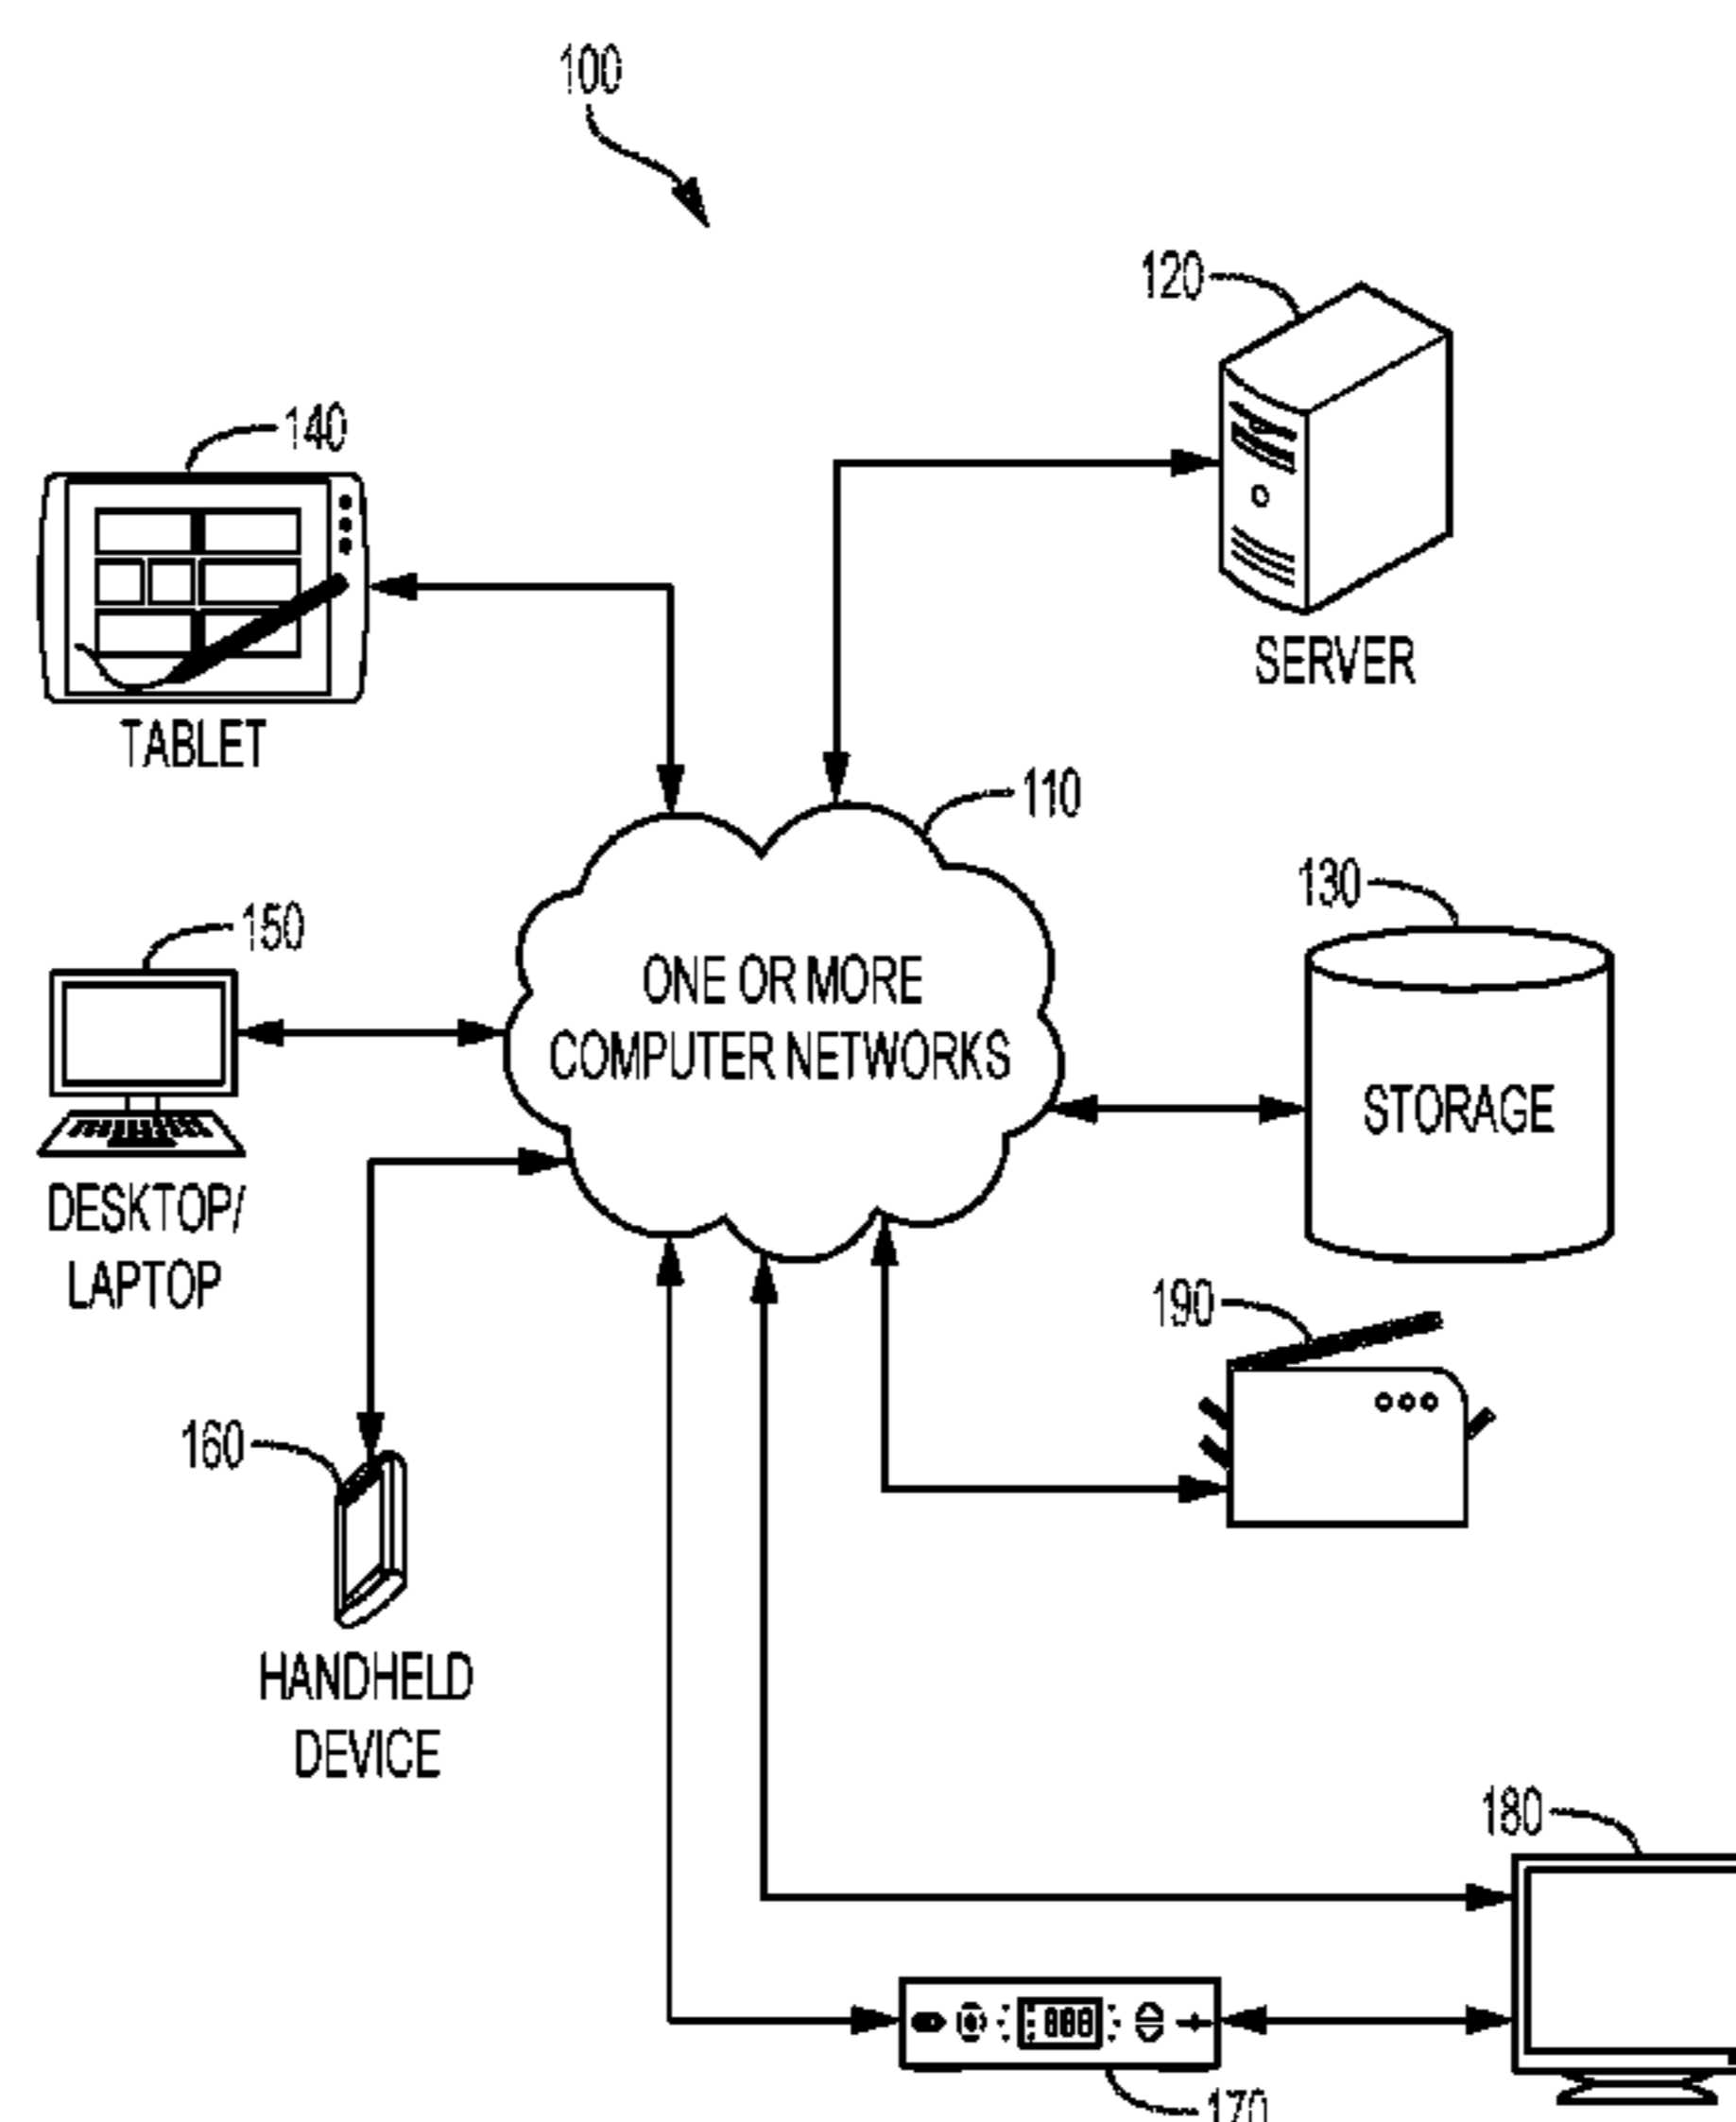 100
120
SERVER
140
TABLET
110
ONE OR MORE
COMPUTER NETWORKS
130
STORAGE
150
DESKTOP/
LAPTOP
190
160
HANDHELD
DEVICE
180
888
170